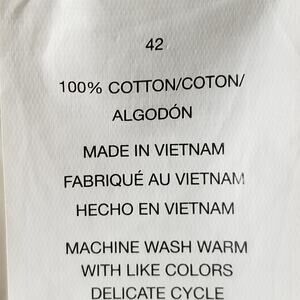 42
100% COTTON/COTON/
ALGODÓN
MADE IN VIETNAM
FABRIQUÉ AU VIETNAM
HECHO EN VIETNAM
MACHINE WASH WARM
WITH LIKE COLORS
DELICATE CYCLE